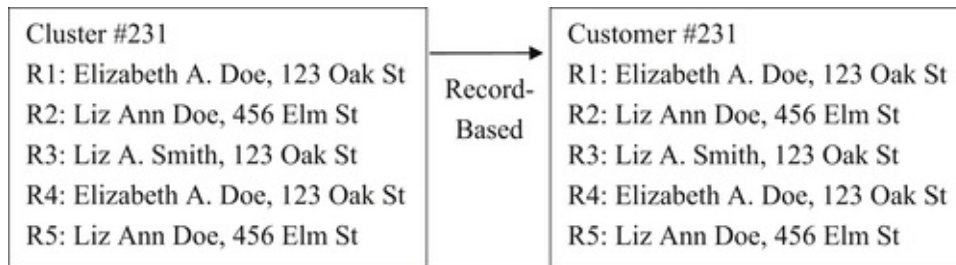 Cluster #231
R1: Elizabeth A. Doe, 123 Oak St
R2: Liz Ann Doe, 456 Elm St
R3: Liz A. Smith, 123 Oak St
R4: Elizabeth A. Doe, 123 Oak St
R5: Liz Ann Doe, 456 Elm St
Record-
Based
Customer #231
R1: Elizabeth A. Doe, 123 Oak St
R2: Liz Ann Doe, 456 Elm St
R3: Liz A. Smith, 123 Oak St
R4: Elizabeth A. Doe, 123 Oak St
R5: Liz Ann Doe, 456 Elm St